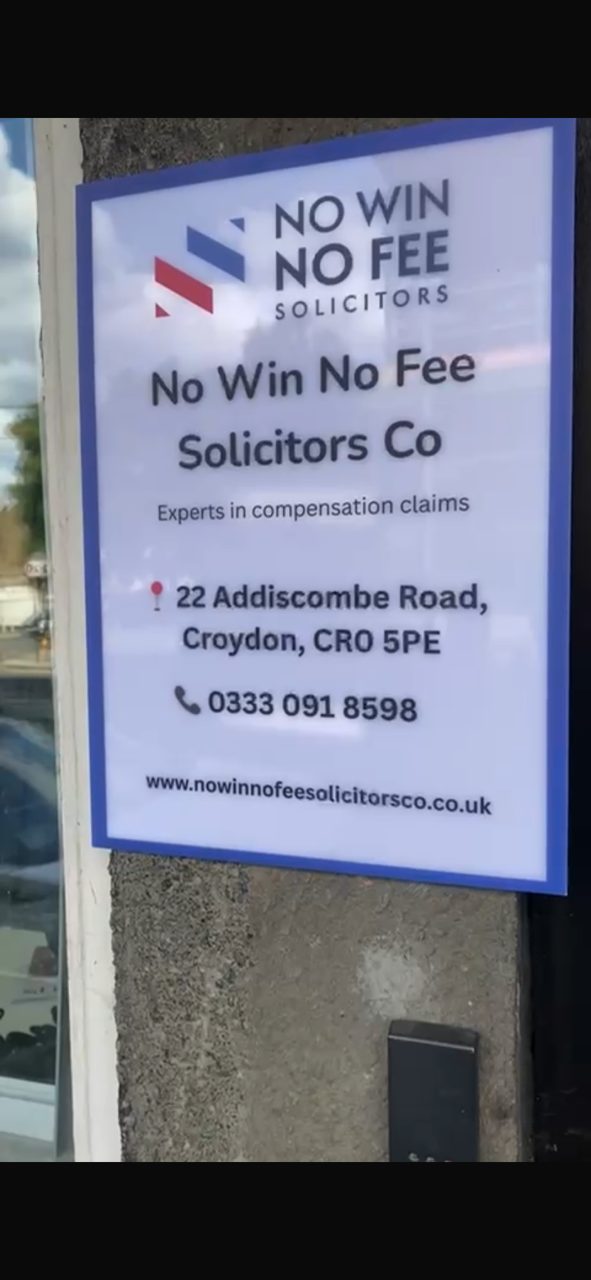 NO WIN
NO FEE
SOLICITORS
No Win No Fee
Solicitors Co
Experts in compensation claims
22 Addiscombe Road,
Croydon, CR0 5PE
0333 091 8598
www.nowinnofeesolicitorsco.co.uk